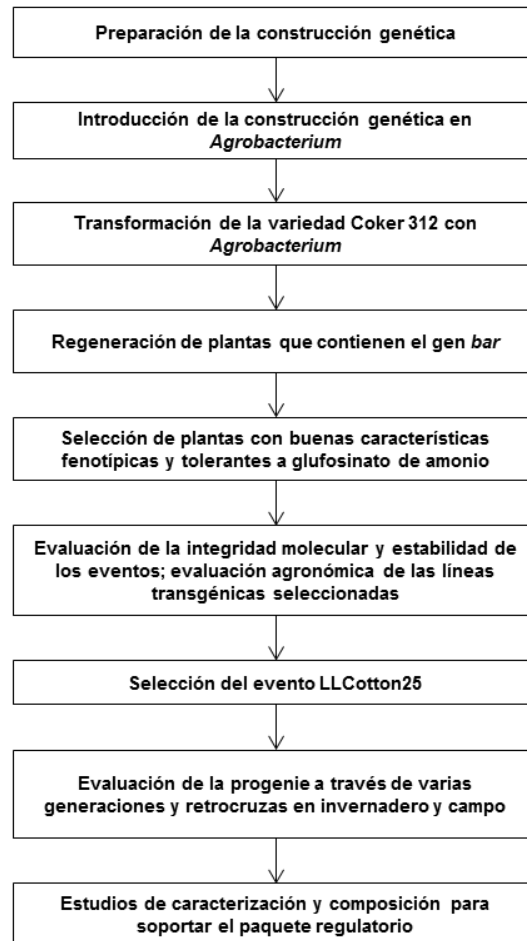 Preparación de la construcción genética
Introducción de la construcción genética en
Agrobacterium
Transformación de la variedad Coker 312 con
Agrobacterium
Regeneración de plantas que contienen el gen bar
Selección de plantas con buenas características
fenotípicas y tolerantes a glufosinato de amonio
Evaluación de la integridad molecular y estabilidad de
los eventos; evaluación agronómica de las líneas
transgénicas seleccionadas
Selección del evento LLCotton25
Evaluación de la progenie a través de varias
generaciones y retrocruzas en invernadero y campo
Estudios de caracterización y composición para
soportar el paquete regulatorio